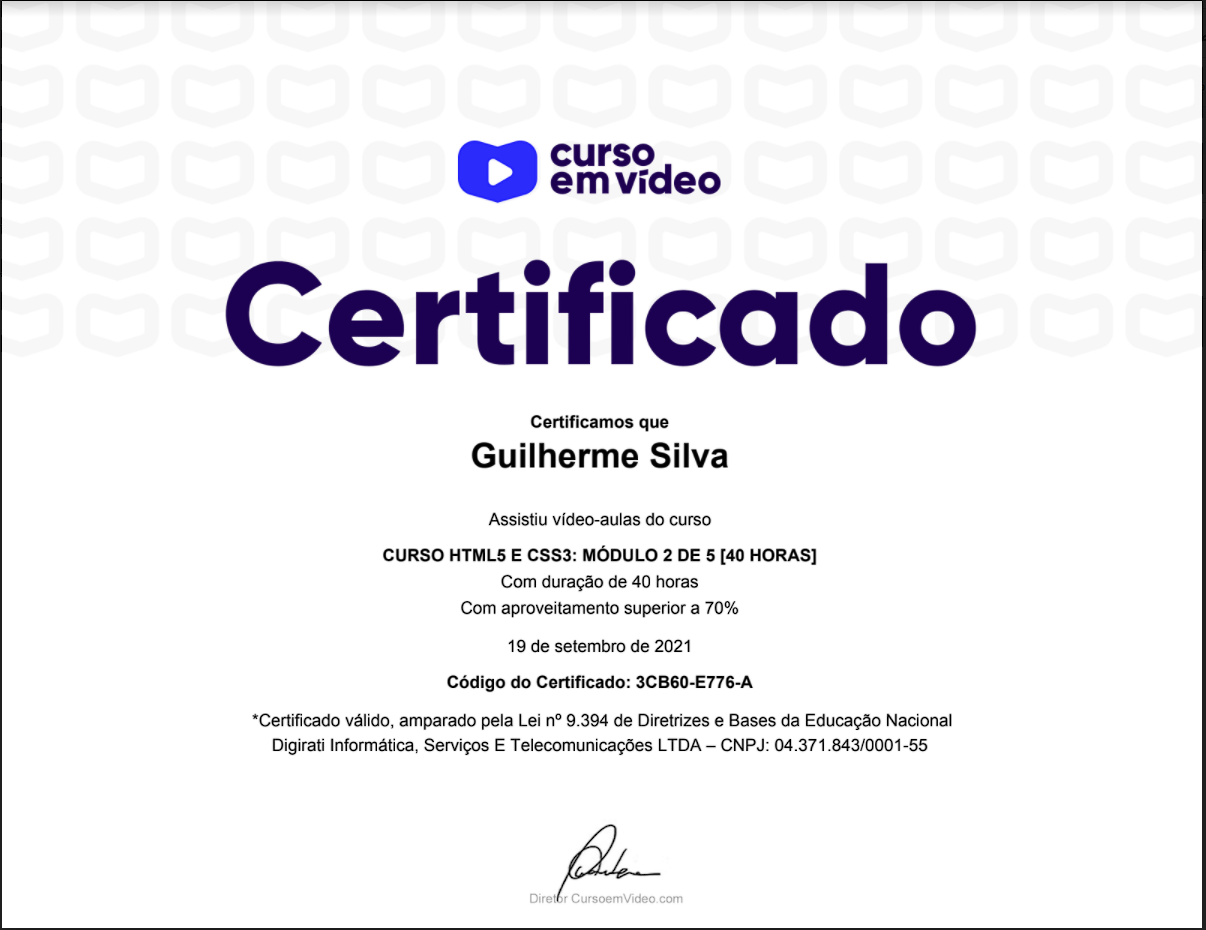 curso
em vídeo
Certificado
Certificamos que
Guilherme Silva
Assistiu vídeo-aulas do curso
CURSO HTML5 E CSS3: MÓDULO 2 DE 5 [40 HORAS]
Com duração de 40 horas
Com aproveitamento superior a 70%
19 de setembro de 2021
Código do Certificado: 3CB60-E776-A
*Certificado válido, amparado pela Lei nº 9.394 de Diretrizes e Bases da Educação Nacional
Digirati Informática, Serviços E Telecomunicações LTDA – CNPJ: 04.371.843/0001-55
Diretor CursoemVideo.com